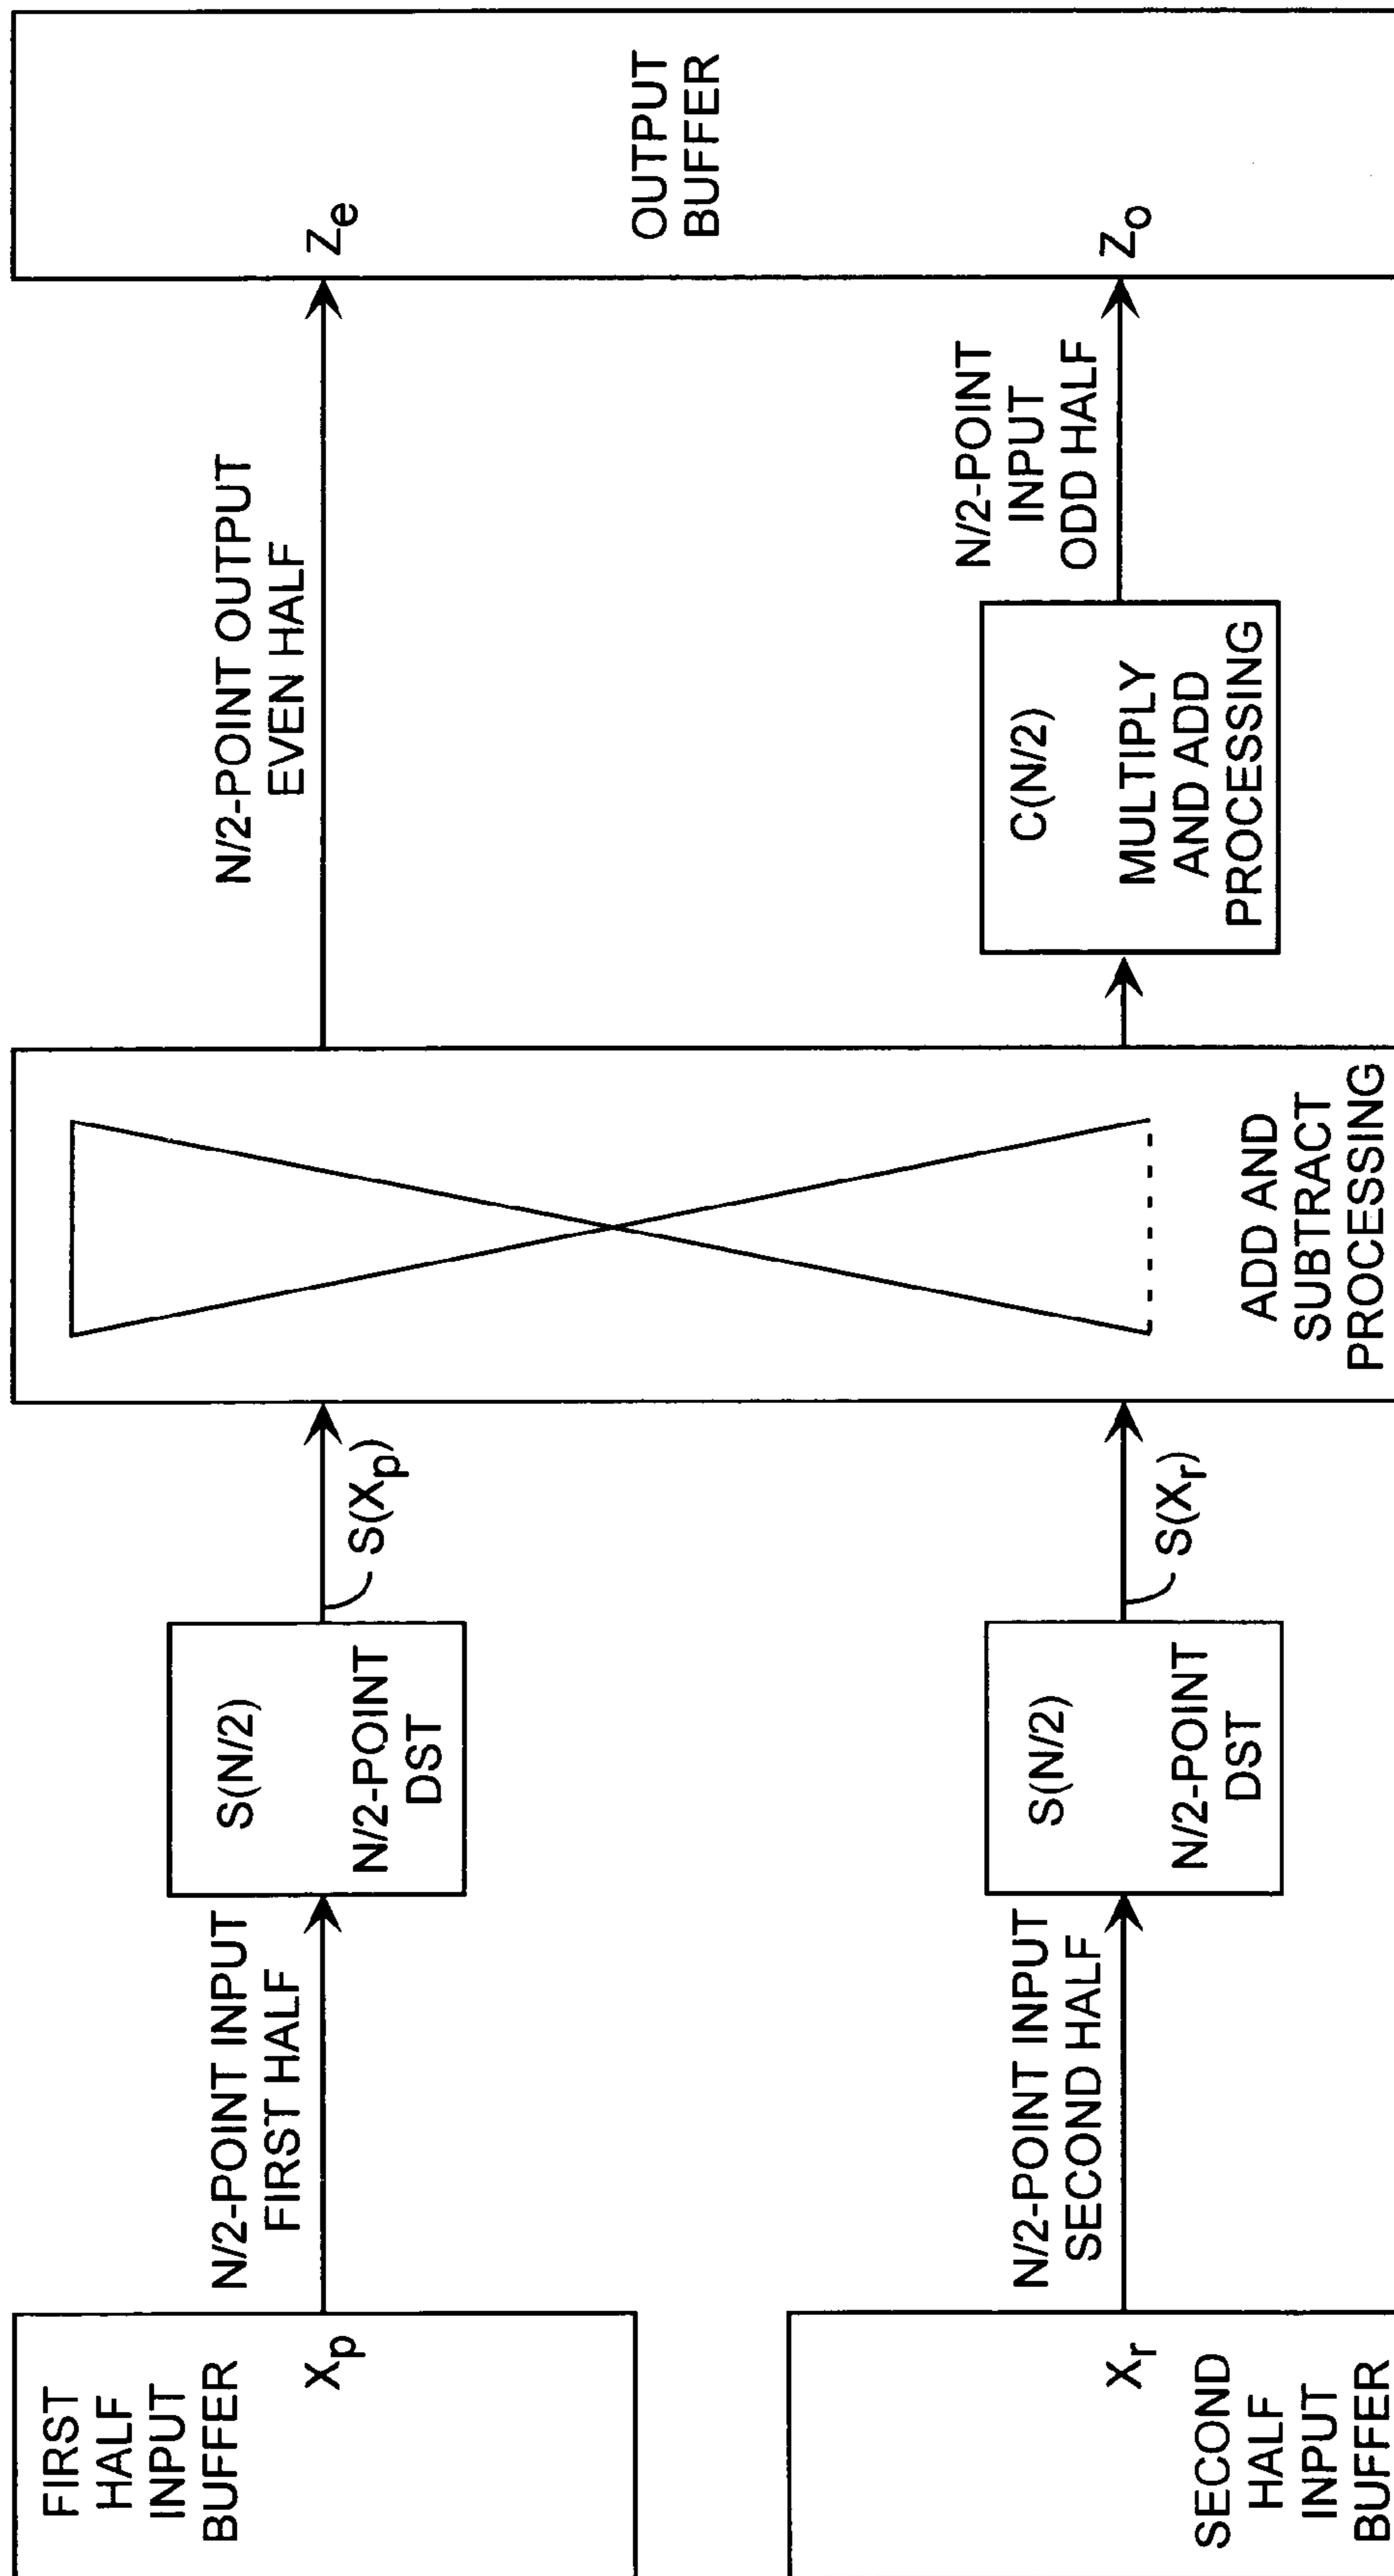 FIRST
HALF
INPUT
BUFFER
Xp
N/2-POINT INPUT
FIRST HALF
S(N/2)
N/2-POINT
DST
S(Xp)
SECOND
HALF
INPUT
BUFFER
Xr
N/2-POINT INPUT
SECOND HALF
S(N/2)
N/2-POINT
DST
S(Xr)
ADD AND
SUBTRACT
PROCESSING
N/2-POINT OUTPUT
EVEN HALF
C(N/2)
MULTIPLY
AND ADD
PROCESSING
N/2-POINT
INPUT
ODD HALF
Ze
OUTPUT
BUFFER
Zo